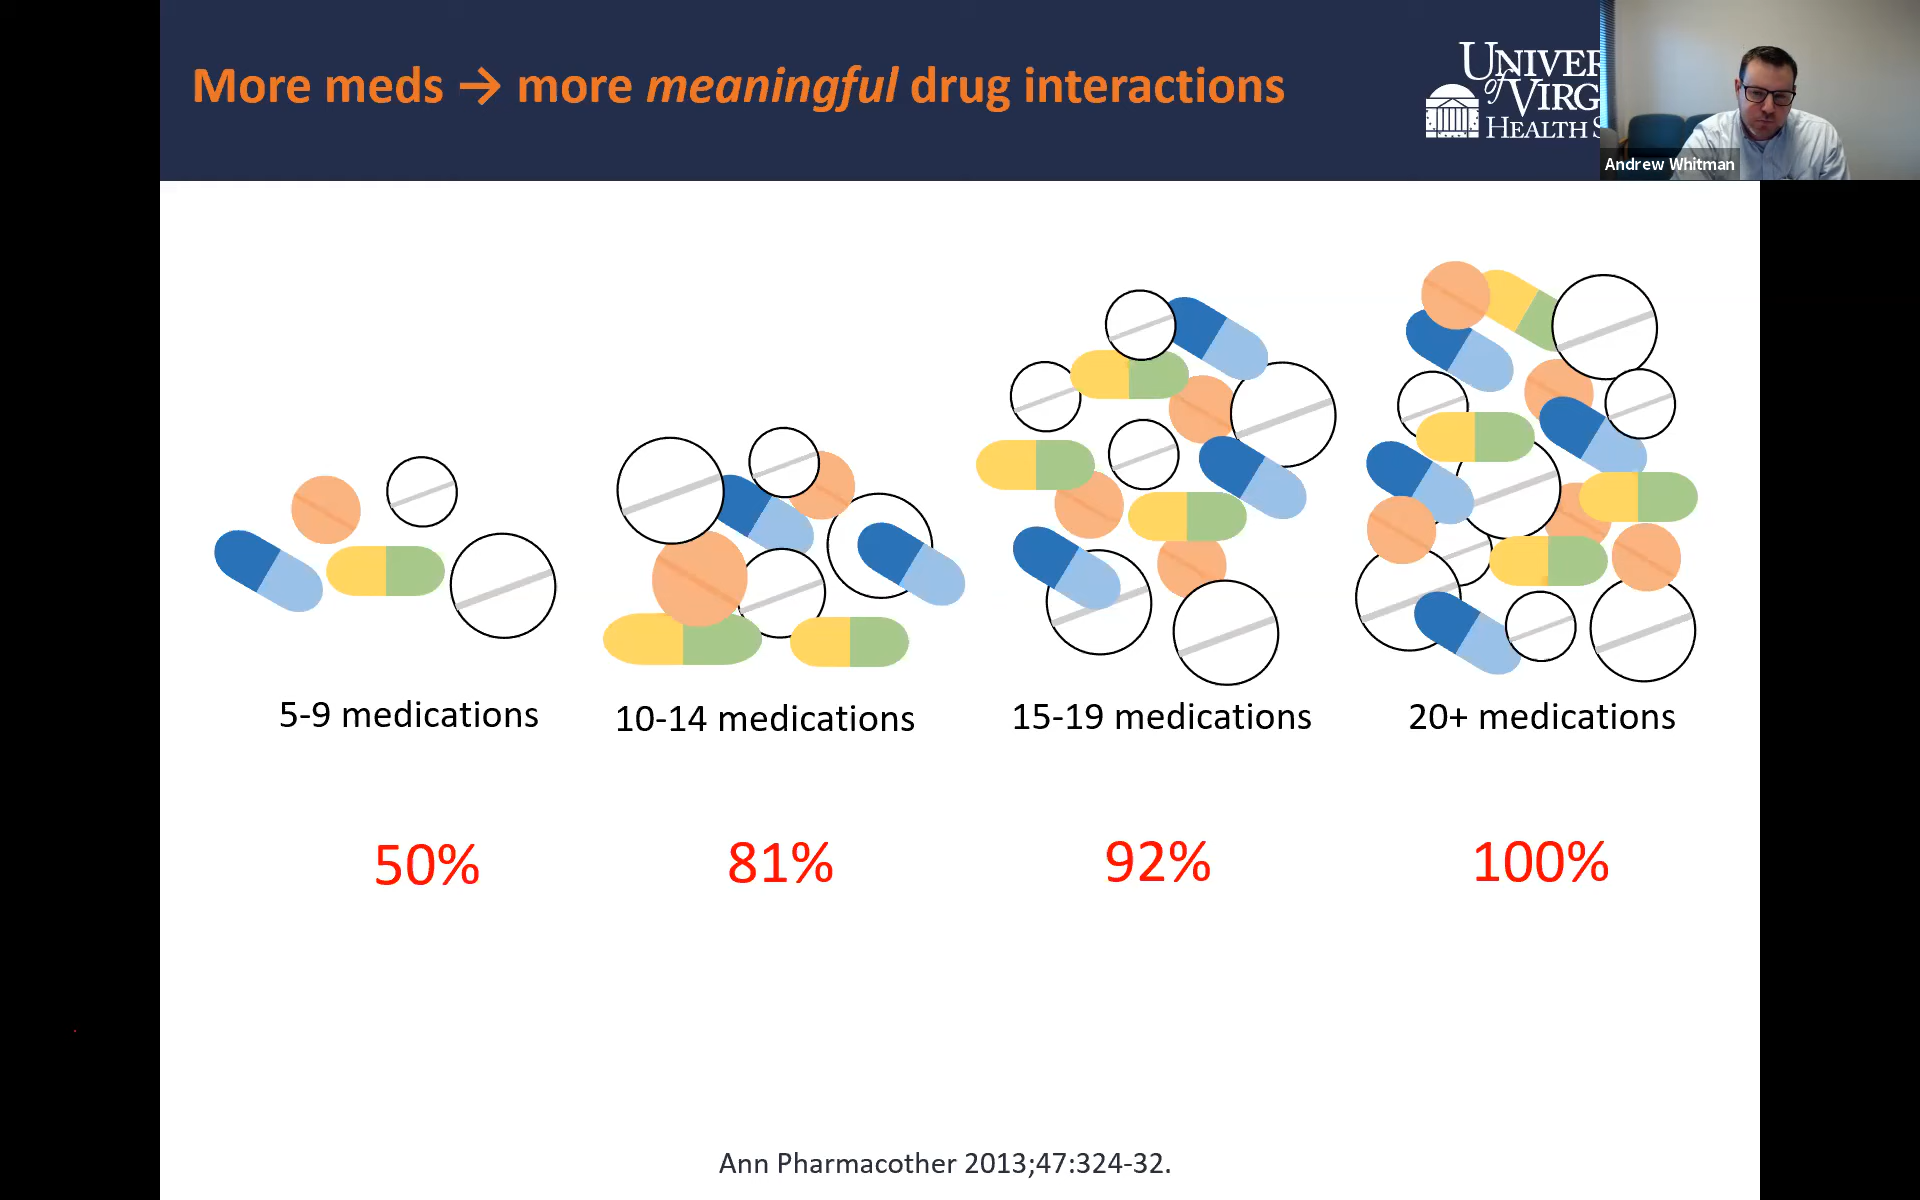 More meds → more meaningful drug interactions
UNIVER
of VIRG
HEALTH S
Andrew Whitman
5-9 medications
10-14 medications
15-19 medications
20+ medications
50%
81%
92%
100%
Ann Pharmacother 2013;47:324-32.